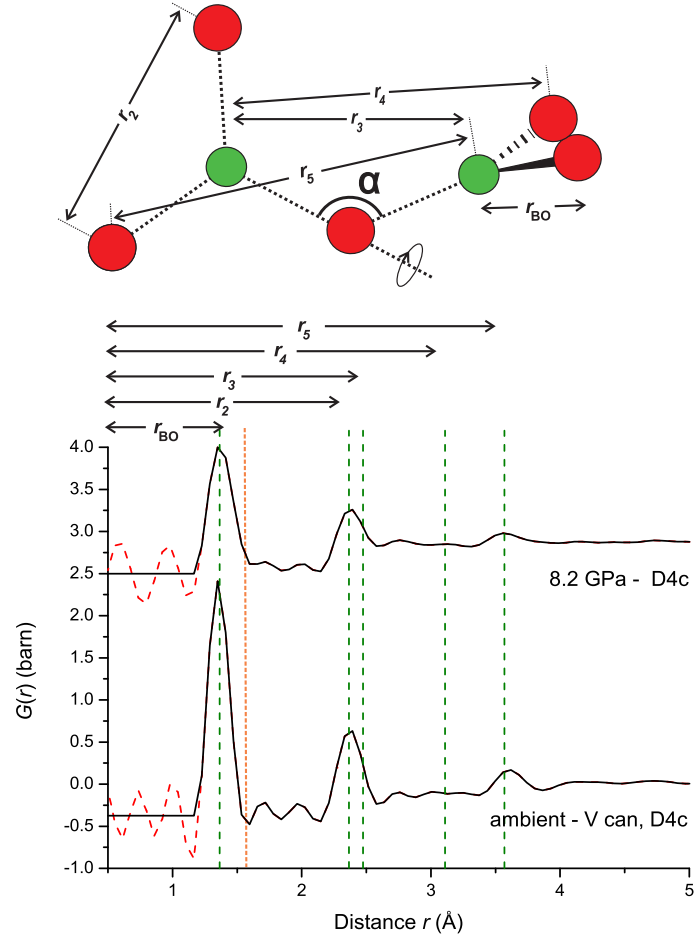 r2
r4
r3
r5
α
rBO
r5
r4
r3
r2
rBO
4.0
3.5
3.0
2.5
2.0
1.5
1.0
0.5
0.0
-0.5
-1.0
8.2 GPa - D4c
ambient - V can, D4c
G(r) (barn)
1 2 3 4 5
Distance r (Å)